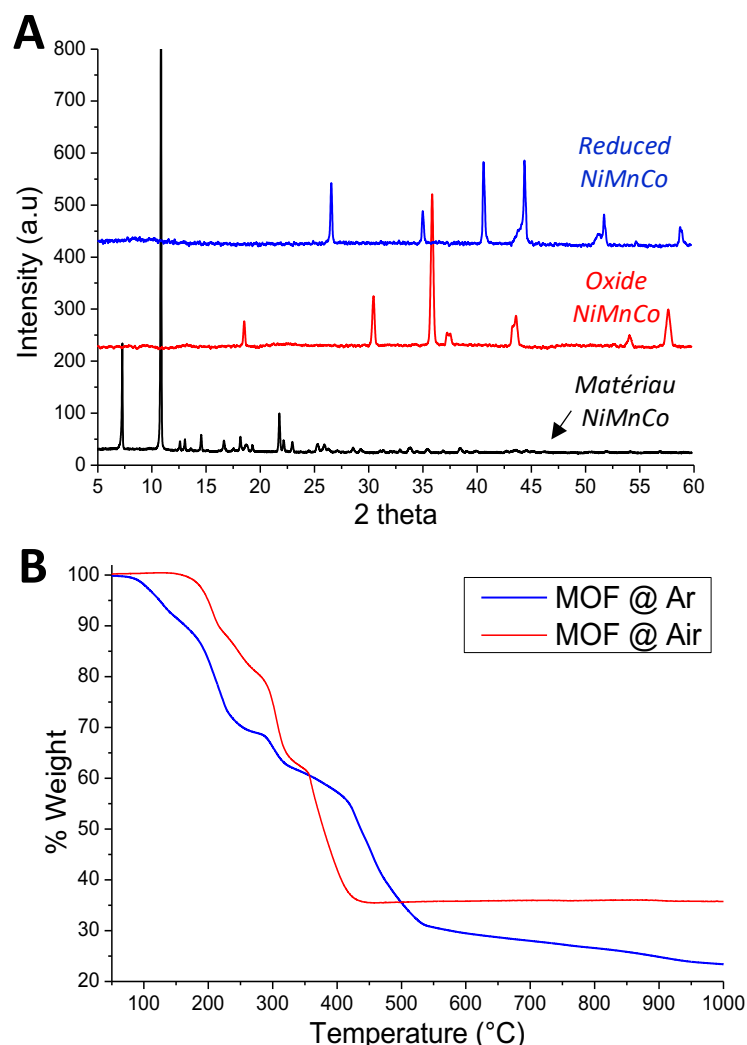 A
800
700
600
500
400
300
200
100
0
Intensity (a.u)
Reduced
NiMnCo
Oxide
NiMnCo
Matériau
NiMnCo
5 10 15 20 25 30 35 40 45 50 55 60
2 theta
B
100
90
80
70
60
50
40
30
20
% Weight
MOF @ Ar
MOF @ Air
100 200 300 400 500 600 700 800 900 1000
Temperature (°C)